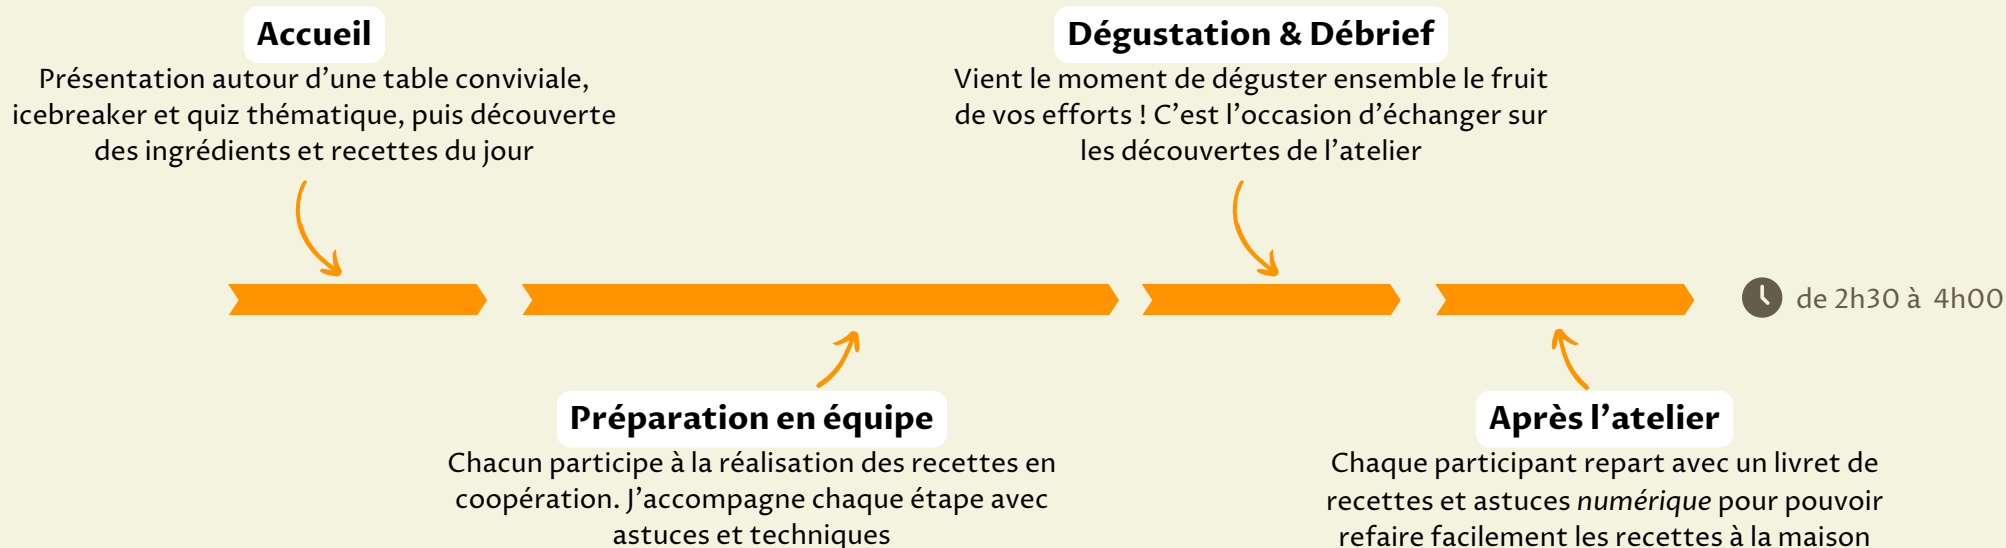 Accueil
Présentation autour d'une table conviviale,
icebreaker et quiz thématique, puis découverte
des ingrédients et recettes du jour
Dégustation & Débrief
Vient le moment de déguster ensemble le fruit
de vos efforts ! C'est l'occasion d'échanger sur
les découvertes de l'atelier
de 2h30 à 4h00
Préparation en équipe
Chacun participe à la réalisation des recettes en
coopération. J'accompagne chaque étape avec
astuces et techniques
Après l'atelier
Chaque participant repart avec un livret de
recettes et astuces numérique pour pouvoir
refaire facilement les recettes à la maison